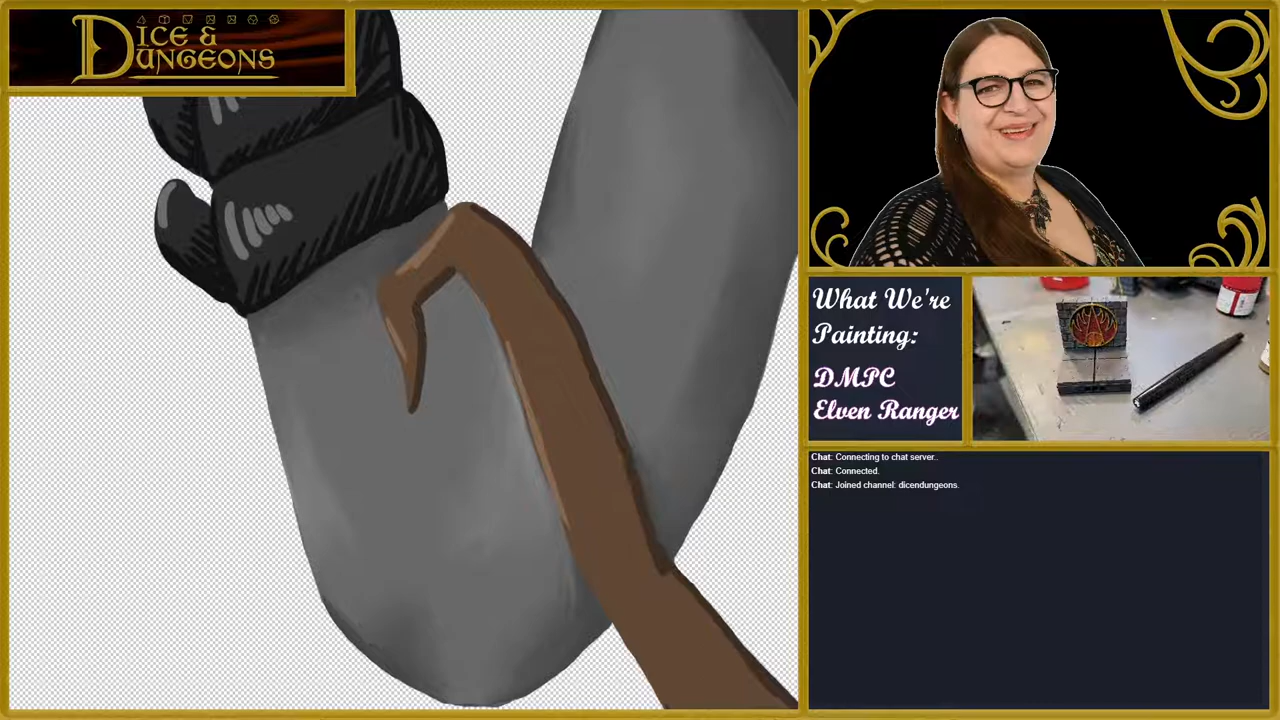 DICE &
DUNGEONS
What We're
Painting:
DMPC
Elven Ranger
Chat: Connecting to chat server..
Chat: Connected.
Chat: Joined channel: dicendungeons.